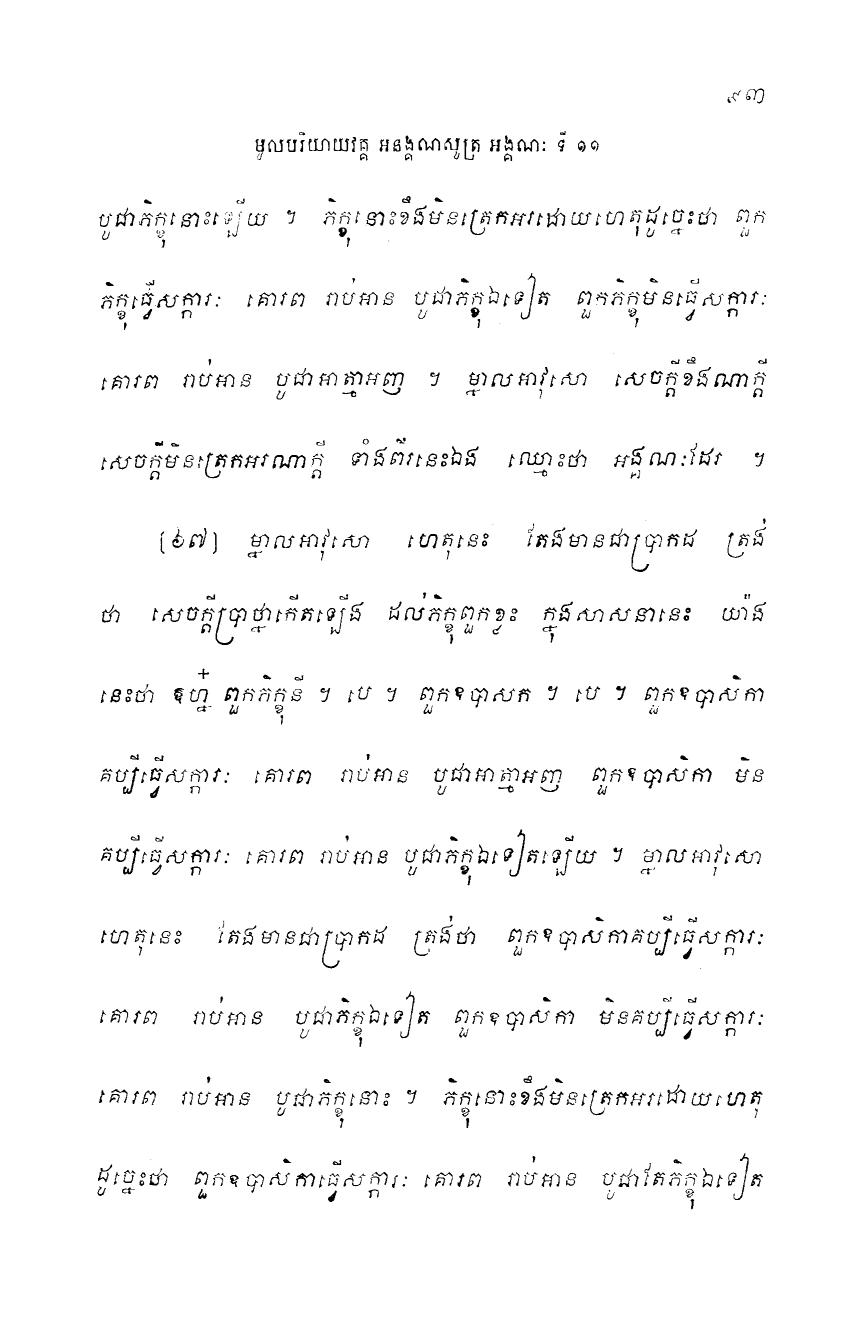 ៩៣
មូលបរិយាយវគ្គ អនង្គណសូត្រ អង្គណៈ ទី ១១
បូជាភិក្ខុនោះឡើយ ។ ភិក្ខុនោះខឹងមិនត្រេកអរដោយហេតុដូច្នេះថា ពួក
ភិក្ខុធ្វើសក្ការៈ គោរព រាប់អាន បូជាភិក្ខុឯទៀត ពួកភិក្ខុមិនធ្វើសក្ការៈ
គោរព រាប់អាន បូជាអាត្មាអញ ។ ម្នាលអាវុសោ សេចក្តីខឹងណាក្តី
សេចក្តីមិនត្រេកអរណាក្តី ទាំងពីរនេះឯង ឈ្មោះថា អង្គណៈដែរ ។
[៦៧] ម្នាលអាវុសោ ហេតុនេះ តែងមានជាប្រាកដ ត្រង់
ថា សេចក្តីប្រាថ្នាកើតឡើង ដល់ភិក្ខុពួកខ្លះ ក្នុងសាសនានេះ យ៉ាង
នេះថា ឱហ្ន៎ ពួកភិក្ខុនី ។ បេ ។ ពួកឧបាសក ។ បេ ។ ពួកឧបាសិកា
គប្បីធ្វើសក្ការៈ គោរព រាប់អាន បូជាអាត្មាអញ ពួកឧបាសិកា មិន
គប្បីធ្វើសក្ការៈ គោរព រាប់អាន បូជាភិក្ខុឯទៀតឡើយ ។ ម្នាលអាវុសោ
ហេតុនេះ តែងមានជាប្រាកដ ត្រង់ថា ពួកឧបាសិកាគប្បីធ្វើសក្ការៈ
គោរព រាប់អាន បូជាភិក្ខុឯទៀត ពួកឧបាសិកា មិនគប្បីធ្វើសក្ការៈ
គោរព រាប់អាន បូជាភិក្ខុនោះ ។ ភិក្ខុនោះខឹងមិនត្រេកអរដោយហេតុ
ដូច្នេះថា ពួកឧបាសិកាធ្វើសក្ការៈ គោរព រាប់អាន បូជាតែភិក្ខុឯទៀត